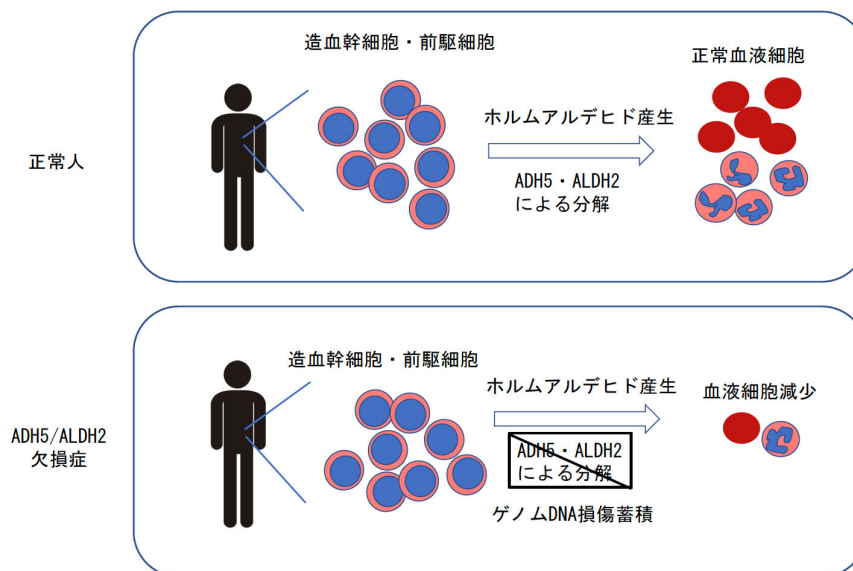 造血幹細胞・前駆細胞
正常血液細胞
ホルムアルデヒド産生
正常人
ADH5・ALDH2
による分解
造血幹細胞・前駆細胞
ホルムアルデヒド産生
血液細胞減少
ADH5/ALDH2
欠損症
ADH5・ALDH2
による分解
ゲノムDNA損傷蓄積